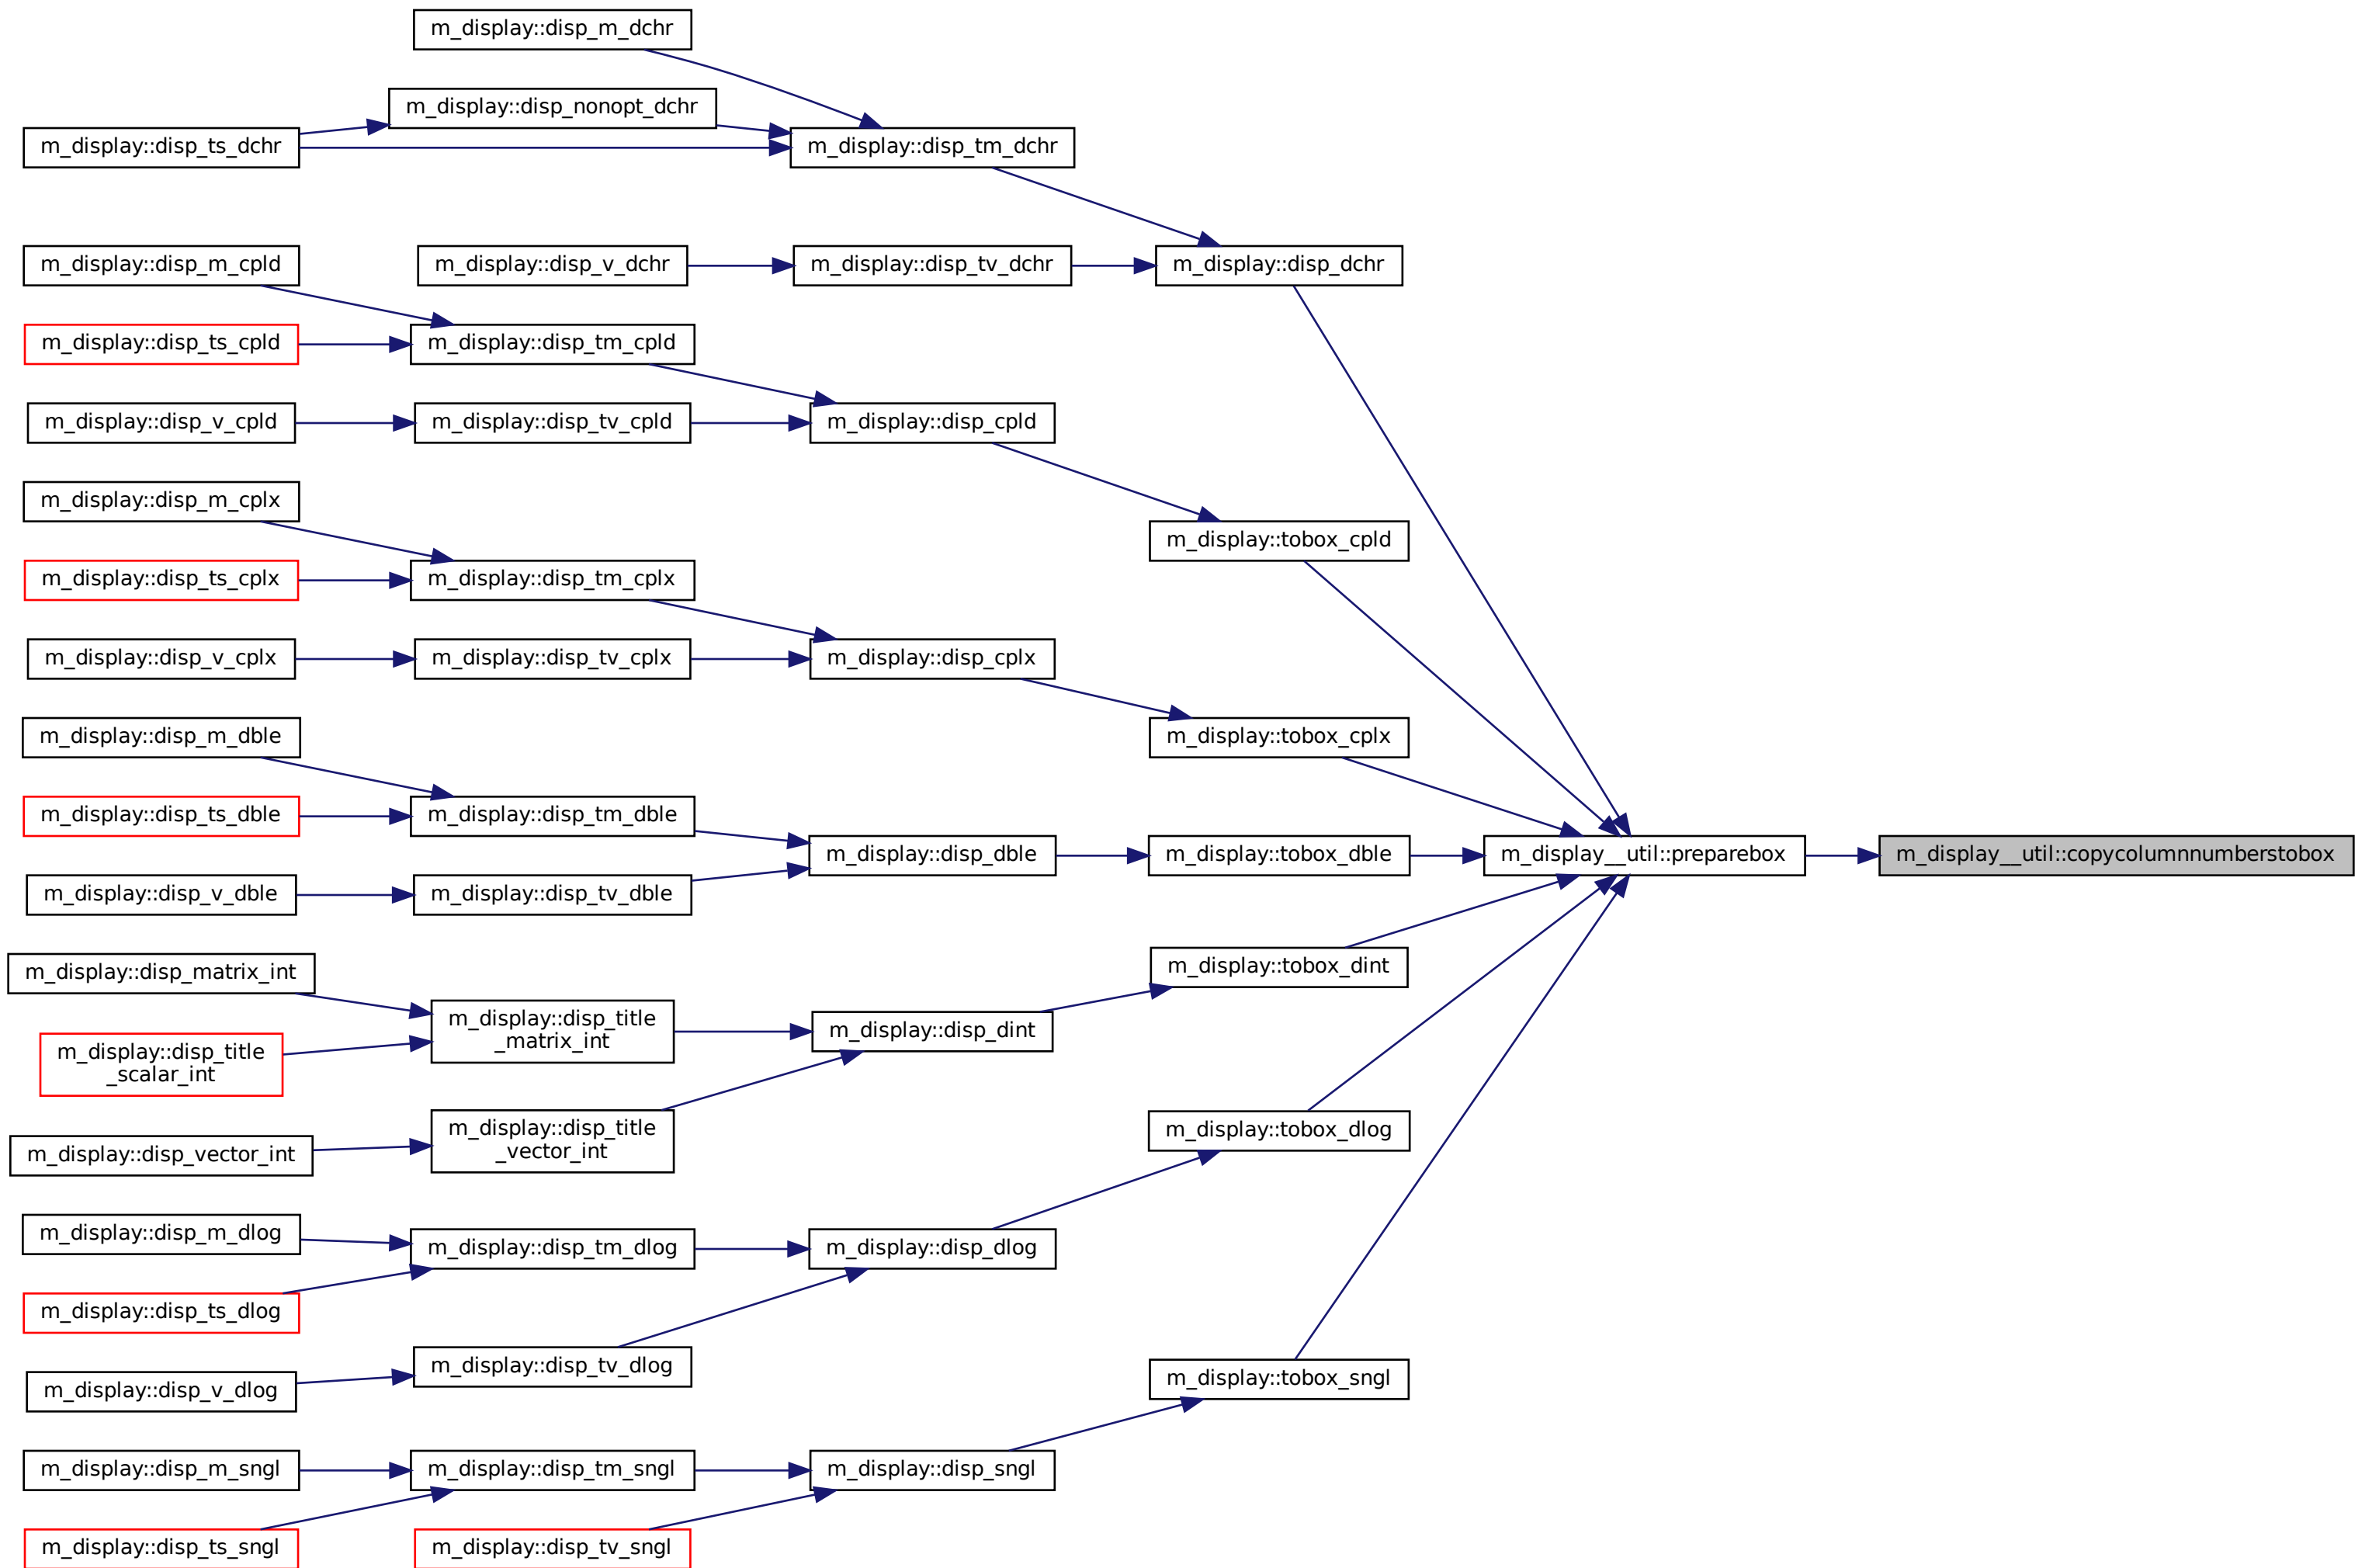 m_display::disp_m_dchr
m_display::disp_nonopt_dchr
m_display::disp_ts_dchr
m_display::disp_tm_dchr
m_display::disp_m_cpld
m_display::disp_v_dchr
m_display::disp_tv_dchr
m_display::disp_dchr
m_display::disp_ts_cpld
m_display::disp_tm_cpld
m_display::disp_v_cpld
m_display::disp_tv_cpld
m_display::disp_cpld
m_display::disp_m_cplx
m_display::tobox_cpld
m_display::disp_ts_cplx
m_display::disp_tm_cplx
m_display::disp_v_cplx
m_display::disp_tv_cplx
m_display::disp_cplx
m_display::disp_m_dble
m_display::tobox_cplx
m_display::disp_ts_dble
m_display::disp_tm_dble
m_display::disp_dble
m_display::tobox_dble
m_display__util::preparebox
m_display__util::copycolumnnumberstobox
m_display::disp_v_dble
m_display::disp_tv_dble
m_display::disp_matrix_int
m_display::tobox_dint
m_display::disp_title
_matrix_int
m_display::disp_dint
m_display::disp_title
_scalar_int
m_display::disp_title
_vector_int
m_display::tobox_dlog
m_display::disp_vector_int
m_display::disp_m_dlog
m_display::disp_tm_dlog
m_display::disp_dlog
m_display::disp_ts_dlog
m_display::disp_tv_dlog
m_display::tobox_sngl
m_display::disp_v_dlog
m_display::disp_m_sngl
m_display::disp_tm_sngl
m_display::disp_sngl
m_display::disp_ts_sngl
m_display::disp_tv_sngl